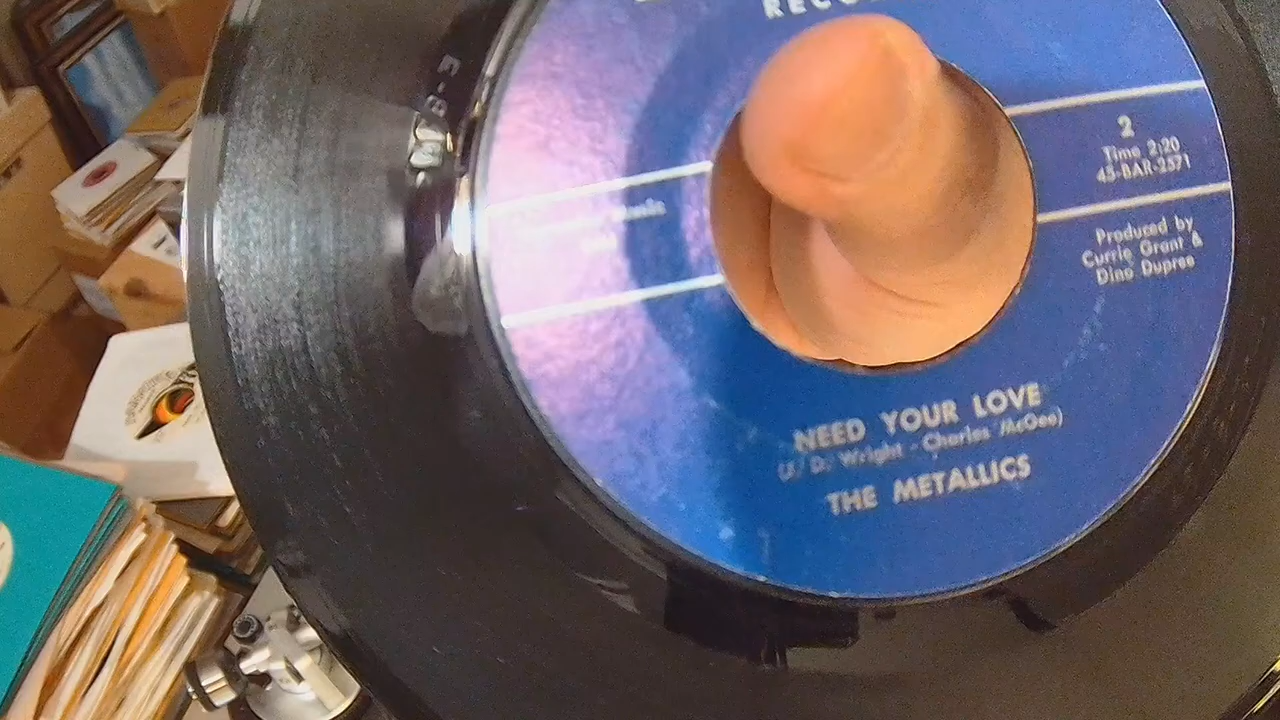 2
Time 2:20
45-BAR-2571
Produced by
Currie Grant &
Dino Dupree
NEED YOUR LOVE
(J. D. Wright - Charles McGee)
THE METALLICS